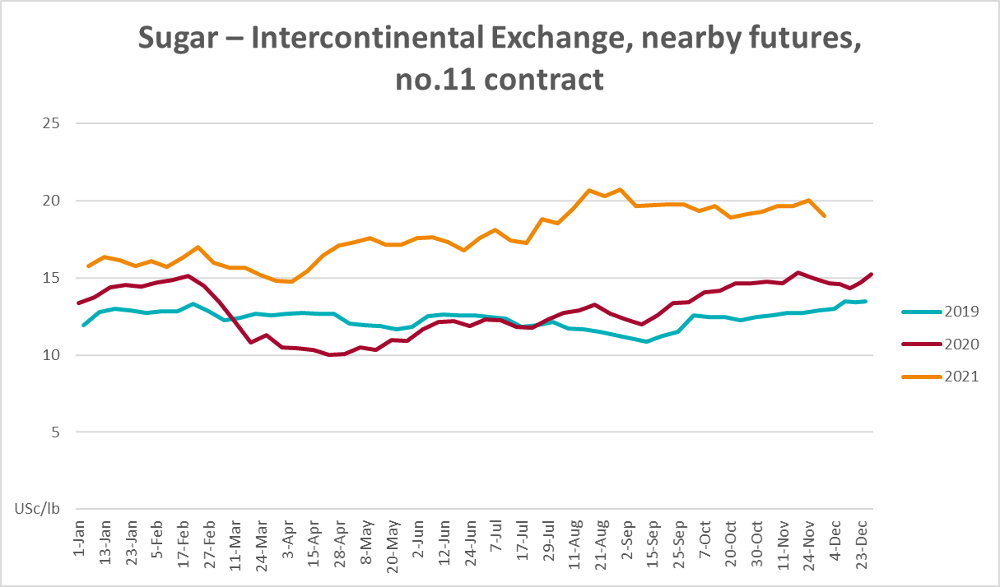 Sugar – Intercontinental Exchange, nearby futures,
no.11 contract
25
20
15
10
5
USc/lb
1-Jan
13-Jan
23-Jan
5-Feb
17-Feb
27-Feb
11-Mar
24-Mar
3-Apr
15-Apr
28-Apr
8-May
20-May
2-Jun
12-Jun
24-Jun
7-Jul
17-Jul
29-Jul
11-Aug
21-Aug
2-Sep
15-Sep
25-Sep
7-Oct
20-Oct
30-Oct
11-Nov
24-Nov
4-Dec
23-Dec
2019
2020
2021